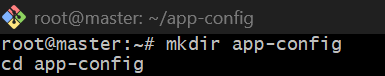 root@master: ~/app-config
root@master:~# mkdir app-config
cd app-config